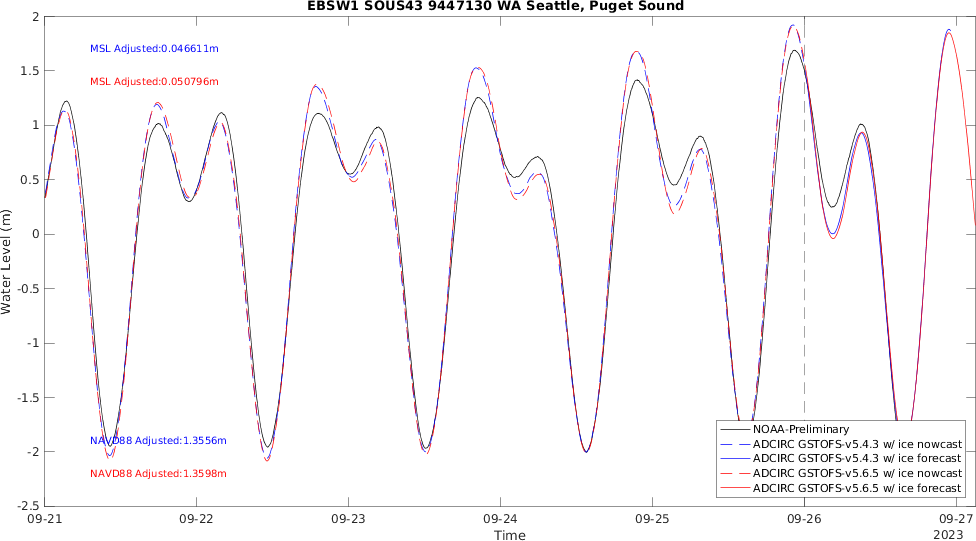 EBSW1 SOUS43 9447130 WA Seattle, Puget Sound
2
MSL Adjusted:0.046611m
1.5
MSL Adjusted:0.050796m
1
0.5
0
Water Level (m)
-0.5
-1
-1.5
NAVD88 Adjusted:1.3556m
-2
NAVD88 Adjusted:1.3598m
-2.5
NOAA-Preliminary
ADCIRC GSTOFS-v5.4.3 w/ ice nowcast
ADCIRC GSTOFS-v5.4.3 w/ ice forecast
ADCIRC GSTOFS-v5.6.5 w/ ice nowcast
ADCIRC GSTOFS-v5.6.5 w/ ice forecast
09-21 09-22 09-23 09-24 09-25 09-26 09-27
Time 2023